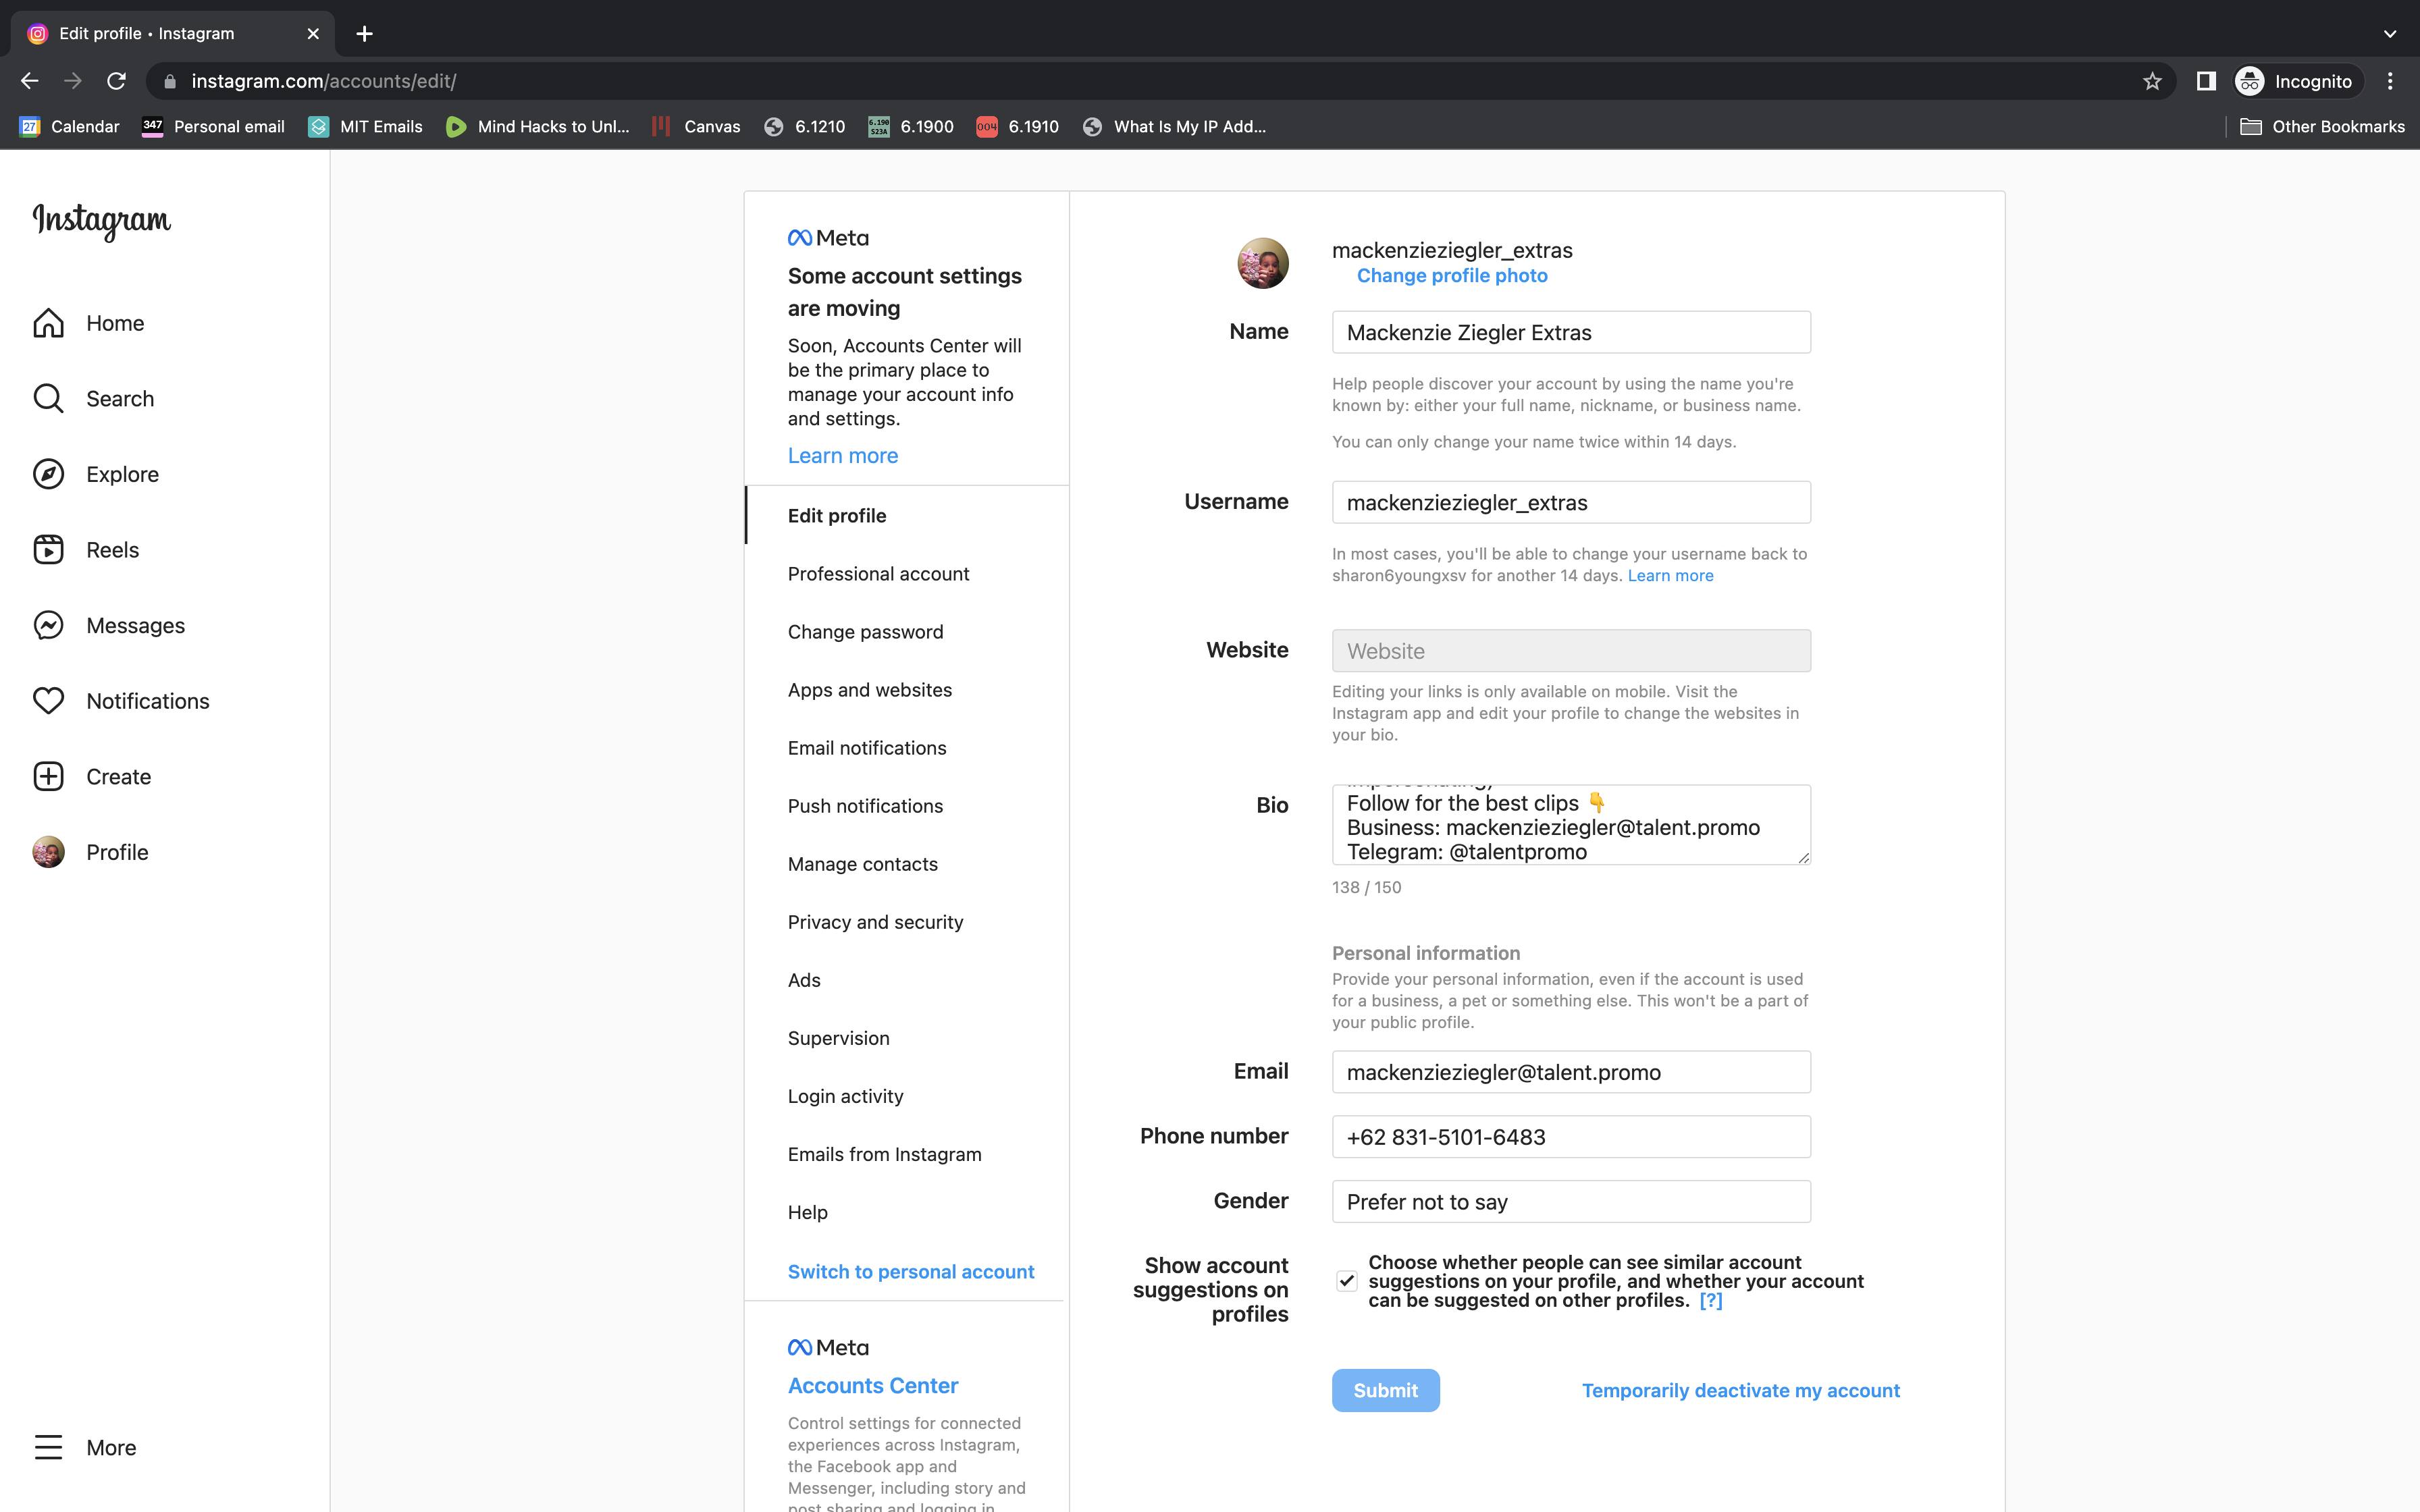 Edit profile • Instagram
instagram.com/accounts/edit/
Incognito
27 Calendar
347 Personal email
MIT Emails
Mind Hacks to Unl...
Canvas
6.1210
6.190 S23A 6.1900
004 6.1910
What Is My IP Add...
Other Bookmarks
Instagram
Home
Search
Explore
Reels
Messages
Notifications
Create
Profile
More
Meta
Some account settings
are moving
Soon, Accounts Center will
be the primary place to
manage your account info
and settings.
Learn more
Edit profile
Professional account
Change password
Apps and websites
Email notifications
Push notifications
Manage contacts
Privacy and security
Ads
Supervision
Login activity
Emails from Instagram
Help
Switch to personal account
Meta
Accounts Center
Control settings for connected
experiences across Instagram,
the Facebook app and
Messenger, including story and
post sharing and logging in.
mackenzieziegler_extras
Change profile photo
Name
Mackenzie Ziegler Extras
Help people discover your account by using the name you're
known by: either your full name, nickname, or business name.
You can only change your name twice within 14 days.
Username
mackenzieziegler_extras
In most cases, you'll be able to change your username back to
sharon6youngxsv for another 14 days. Learn more
Website
Website
Editing your links is only available on mobile. Visit the
Instagram app and edit your profile to change the websites in
your bio.
Bio
Follow for the best clips 👇
Business: mackenzieziegler@talent.promo
Telegram: @talentpromo
138 / 150
Personal information
Provide your personal information, even if the account is used
for a business, a pet or something else. This won't be a part of
your public profile.
Email
mackenzieziegler@talent.promo
Phone number
+62 831-5101-6483
Gender
Prefer not to say
Show account
suggestions on
profiles
Choose whether people can see similar account
suggestions on your profile, and whether your account
can be suggested on other profiles. [?]
Submit
Temporarily deactivate my account